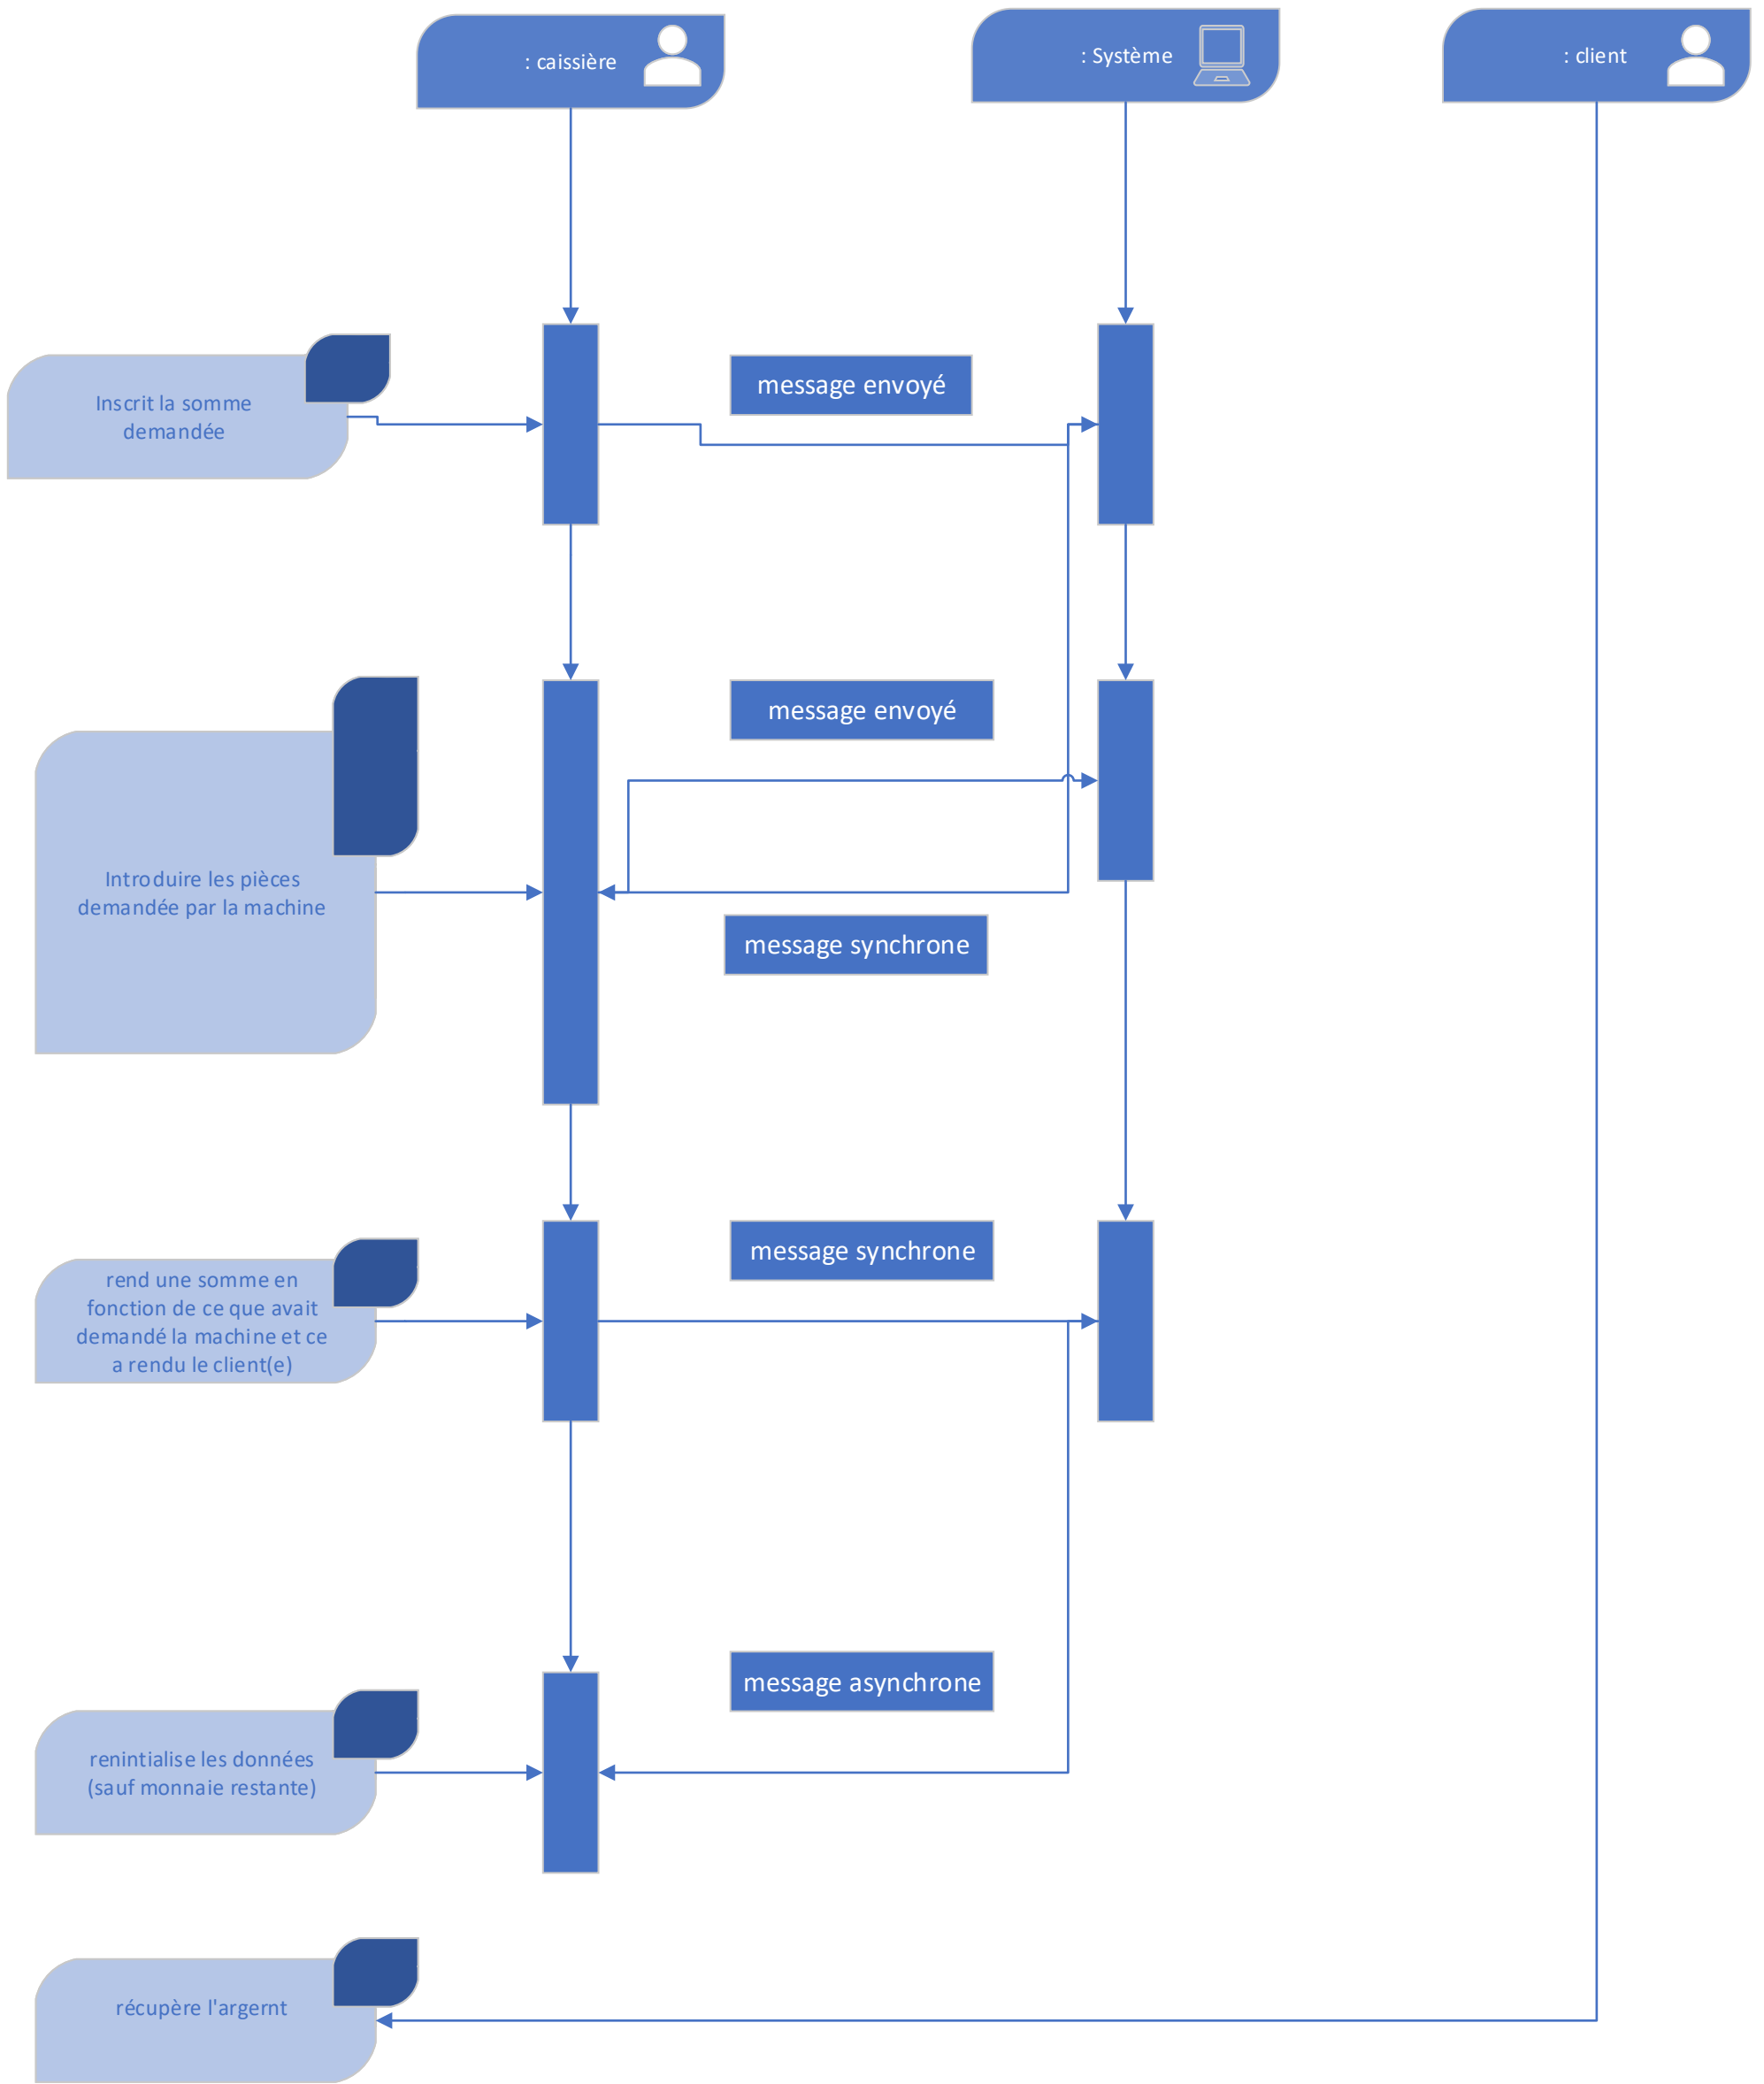 : caissière
: Système
: client
Inscrit la somme
demandée
message envoyé
message envoyé
Introduire les pièces
demandée par la machine
message synchrone
message synchrone
rend une somme en
fonction de ce que avait
demandé la machine et ce
a rendu le client(e)
message asynchrone
renintialise les données
(sauf monnaie restante)
récupère l'argernt